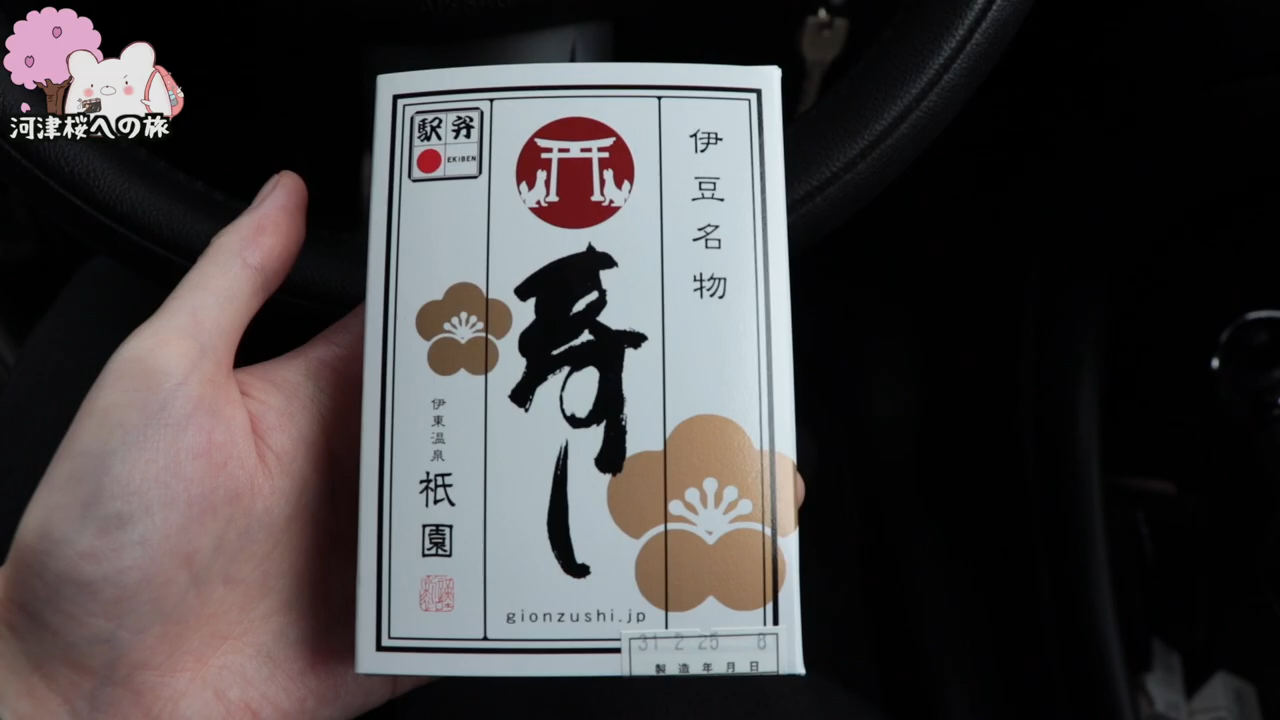 河津桜への旅
駅弁
EKIBEN
伊豆名物
寿し
伊東温泉
祇園
gionzushi.jp
31 2 25 8
製造年月日